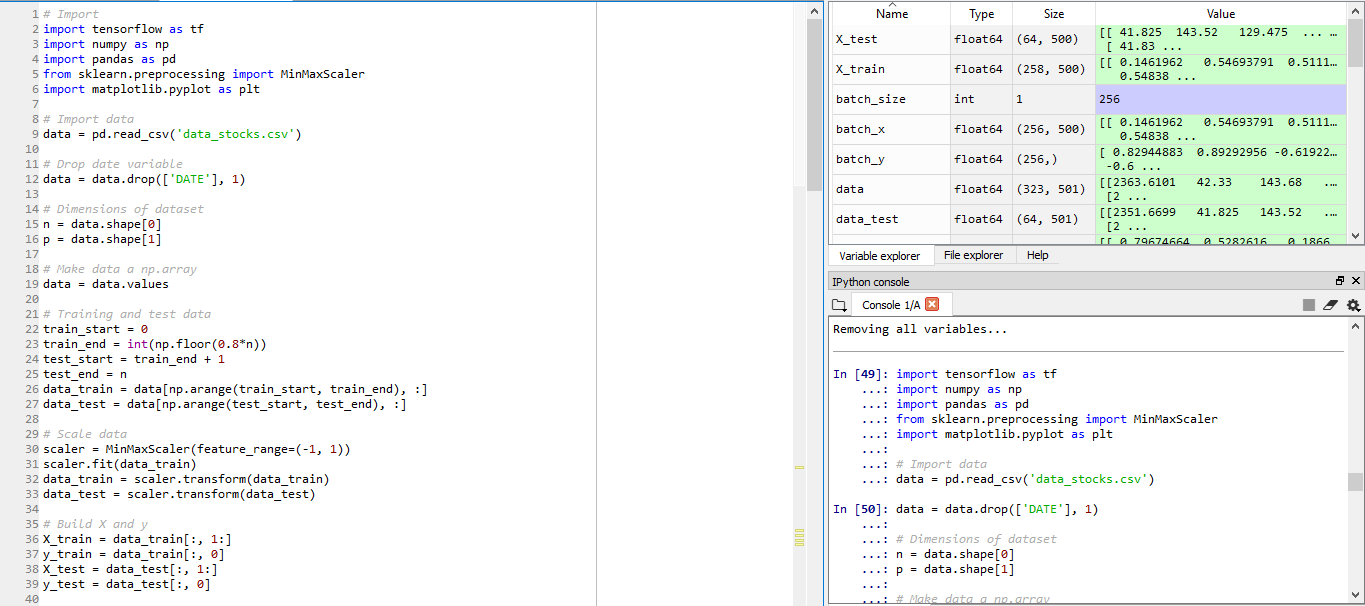 1 # Import
2 import tensorflow as tf
3 import numpy as np
4 import pandas as pd
5 from sklearn.preprocessing import MinMaxScaler
6 import matplotlib.pyplot as plt
7
8 # Import data
9 data = pd.read_csv('data_stocks.csv')
10
11 # Drop date variable
12 data = data.drop(['DATE'], 1)
13
14 # Dimensions of dataset
15 n = data.shape[0]
16 p = data.shape[1]
17
18 # Make data a np.array
19 data = data.values
20
21 # Training and test data
22 train_start = 0
23 train_end = int(np.floor(0.8*n))
24 test_start = train_end + 1
25 test_end = n
26 data_train = data[np.arange(train_start, train_end), :]
27 data_test = data[np.arange(test_start, test_end), :]
28
29 # Scale data
30 scaler = MinMaxScaler(feature_range=(-1, 1))
31 scaler.fit(data_train)
32 data_train = scaler.transform(data_train)
33 data_test = scaler.transform(data_test)
34
35 # Build X and y
36 X_train = data_train[:, 1:]
37 y_train = data_train[:, 0]
38 X_test = data_test[:, 1:]
39 y_test = data_test[:, 0]
40
Name Type Size Value
X_test float64 (64, 500) [[ 41.825 143.52 129.475 ... …
[ 41.83 ...
X_train float64 (258, 500) [[ 0.1461962 0.54693791 0.5111…
0.54838 ...
batch_size int 1 256
batch_x float64 (256, 500) [[ 0.1461962 0.54693791 0.5111…
0.54838 ...
batch_y float64 (256,) [ 0.82944883 0.89292956 -0.61922…
-0.6 ...
data float64 (323, 501) [[2363.6101 42.33 143.68 ...
[2 ...
data_test float64 (64, 501) [[2351.6699 41.825 143.52 ...
[2 ...
[[ 0.79674664 0.5282616 0.1866
Variable explorer File explorer Help
IPython console
Console 1/A
Removing all variables...
In [49]: import tensorflow as tf
...: import numpy as np
...: import pandas as pd
...: from sklearn.preprocessing import MinMaxScaler
...: import matplotlib.pyplot as plt
...:
...: # Import data
...: data = pd.read_csv('data_stocks.csv')
In [50]: data = data.drop(['DATE'], 1)
...:
...: # Dimensions of dataset
...: n = data.shape[0]
...: p = data.shape[1]
...:
...: # Make data a np.array